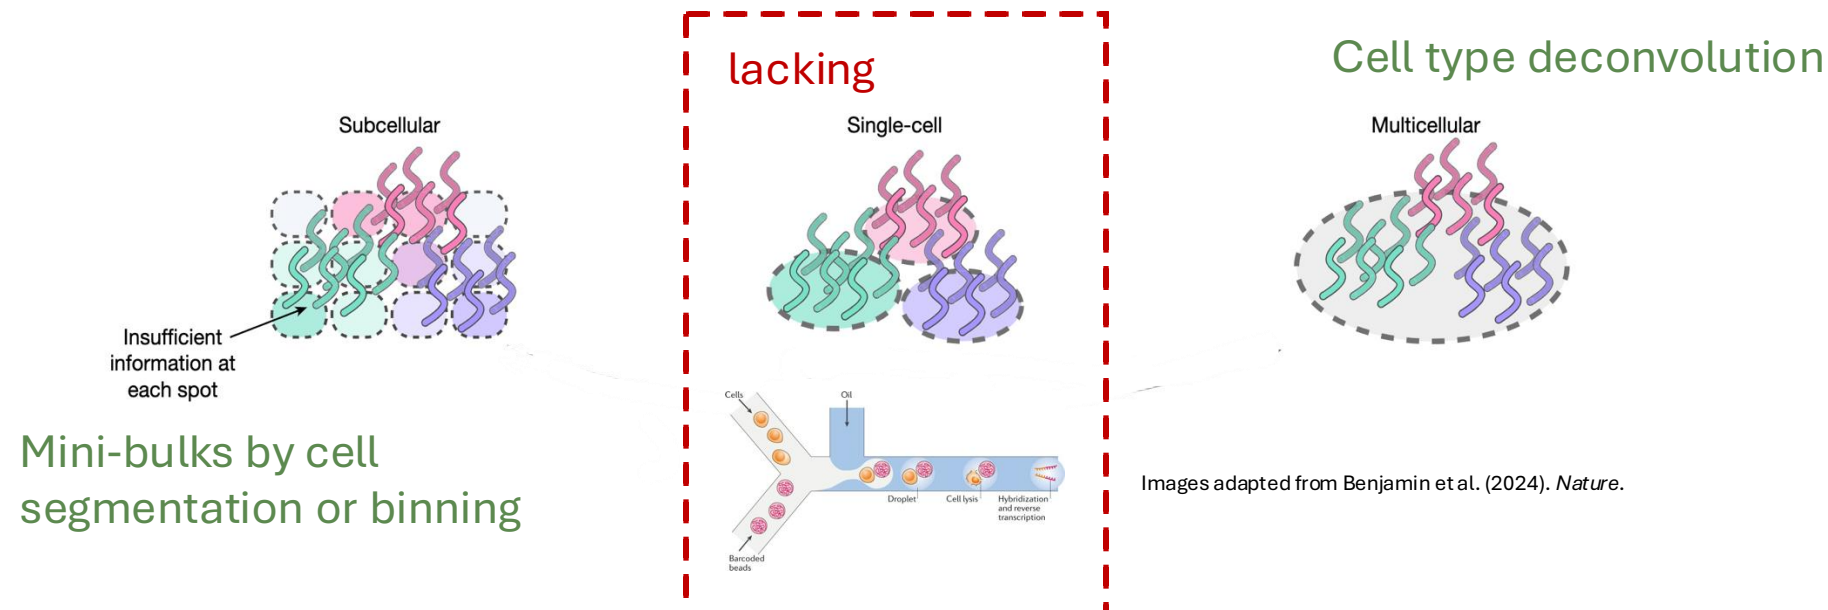 lacking
Cell type deconvolution
Subcellular
Single-cell
Multicellular
Insufficient
information at
each spot
Mini-bulks by cell
segmentation or binning
Cells
Oil
Droplet
Cell lysis
Hybridization
and reverse
transcription
Barcoded
beads
Images adapted from Benjamin et al. (2024). Nature.